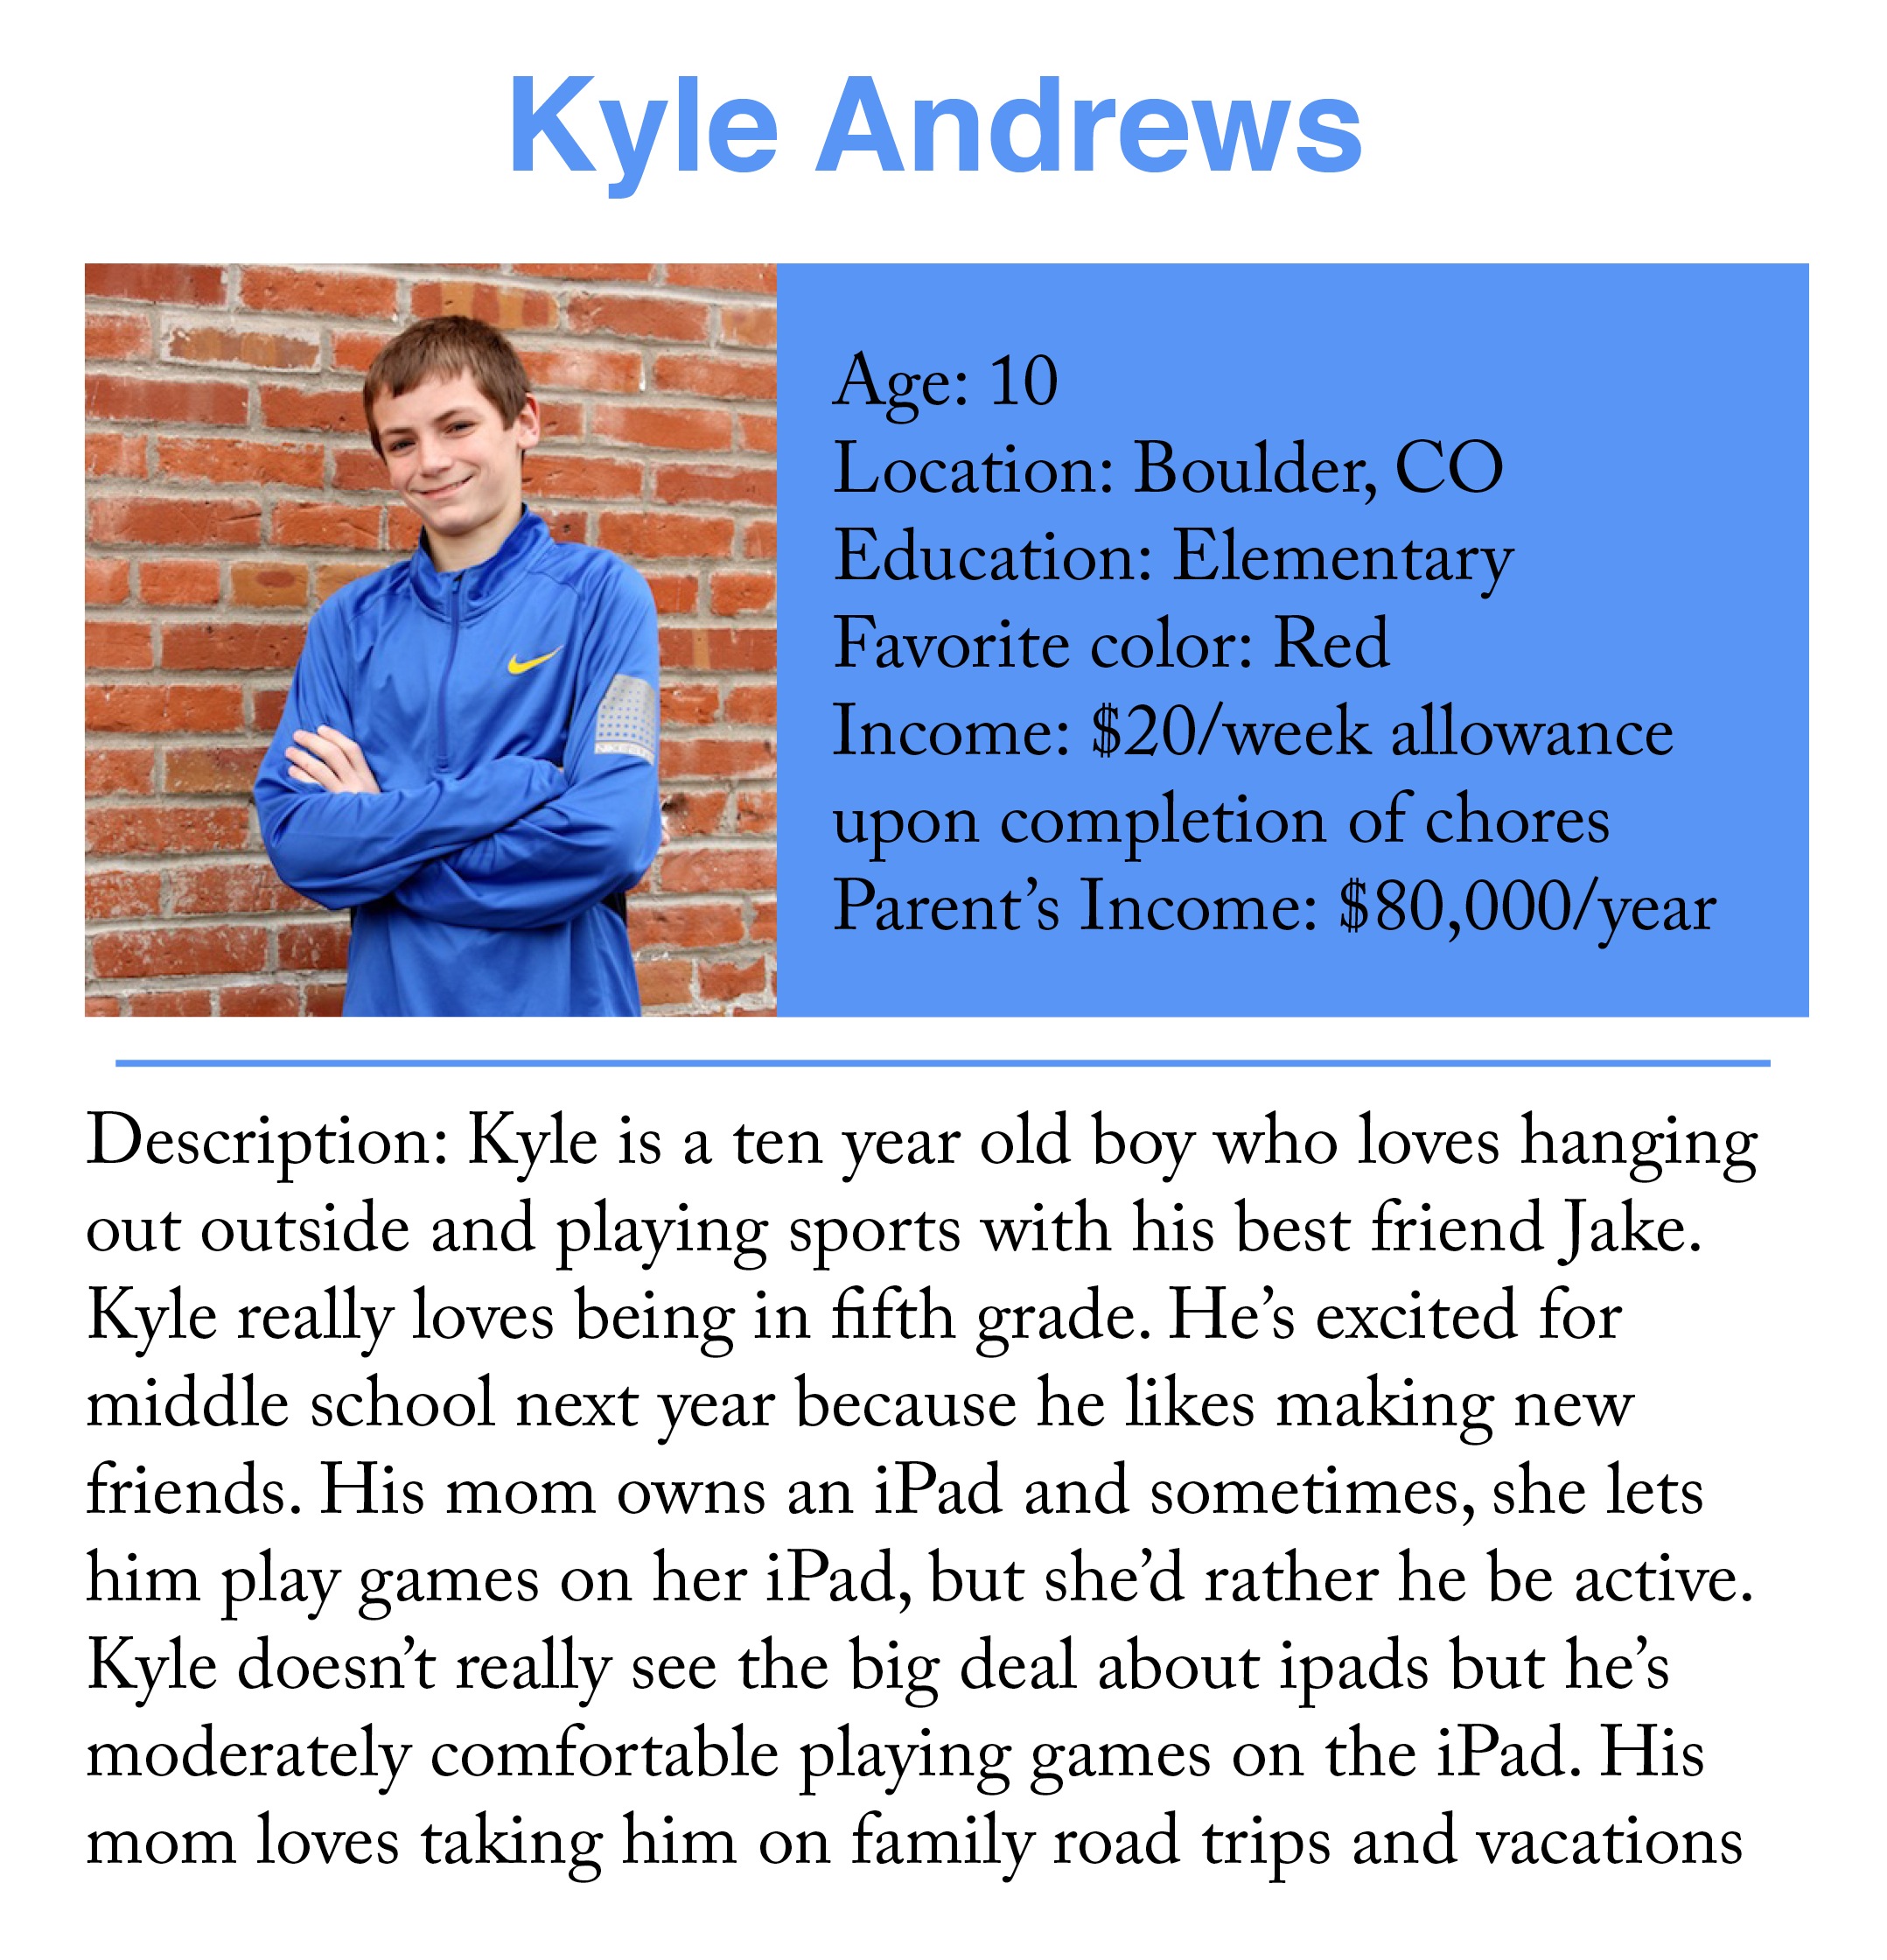 Kyle Andrews
Age: 10
Location: Boulder, CO
Education: Elementary
Favorite color: Red
Income: $20/week allowance
upon completion of chores
Parent’s Income: $80,000/year
Description: Kyle is a ten year old boy who loves hanging
out outside and playing sports with his best friend Jake.
Kyle really loves being in fifth grade. He’s excited for
middle school next year because he likes making new
friends. His mom owns an iPad and sometimes, she lets
him play games on her iPad, but she’d rather he be active.
Kyle doesn’t really see the big deal about ipads but he’s
moderately comfortable playing games on the iPad. His
mom loves taking him on family road trips and vacations